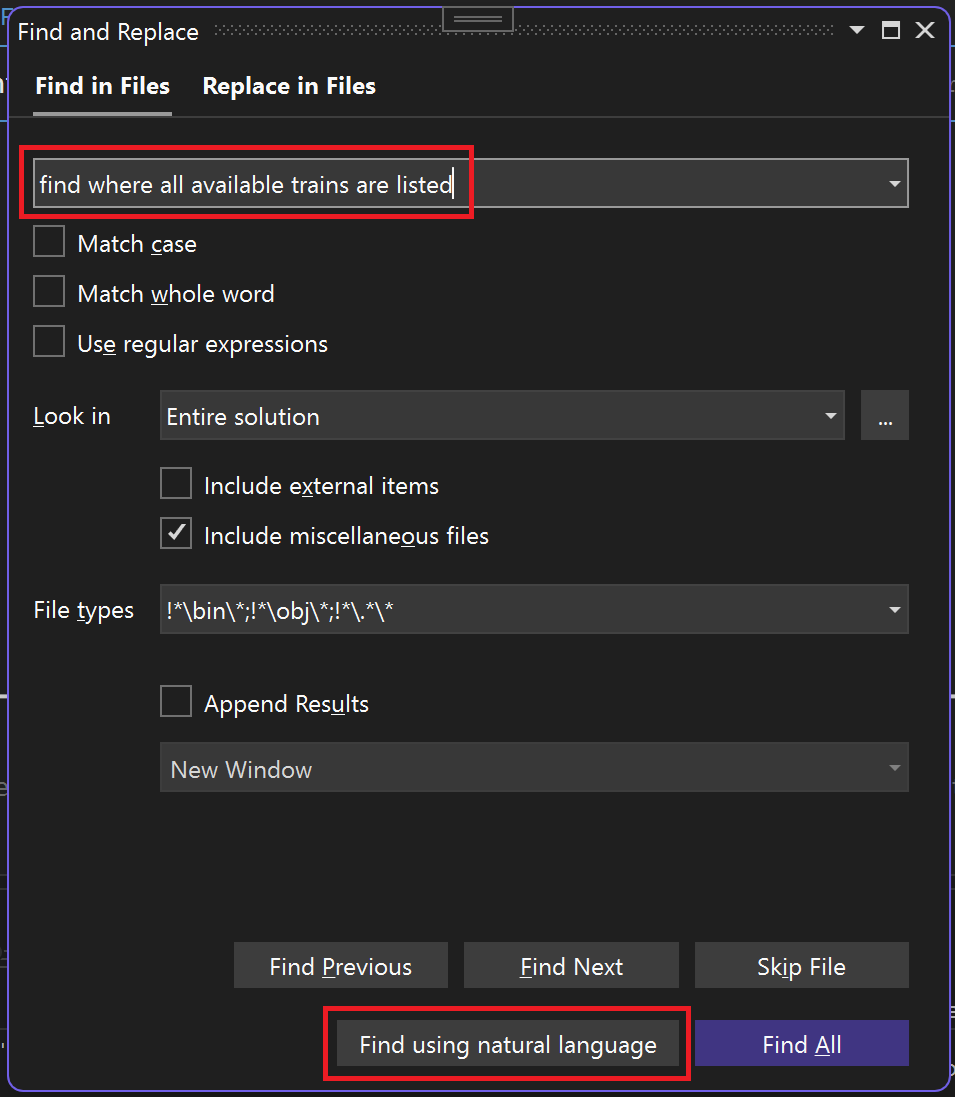 Find and Replace
Find in Files Replace in Files
find where all available trains are listed
Match case
Match whole word
Use regular expressions
Look in Entire solution ...
Include external items
Include miscellaneous files
File types !*\bin\*;!*\obj\*;!*\.*\*
Append Results
New Window
Find Previous Find Next Skip File
Find using natural language Find All